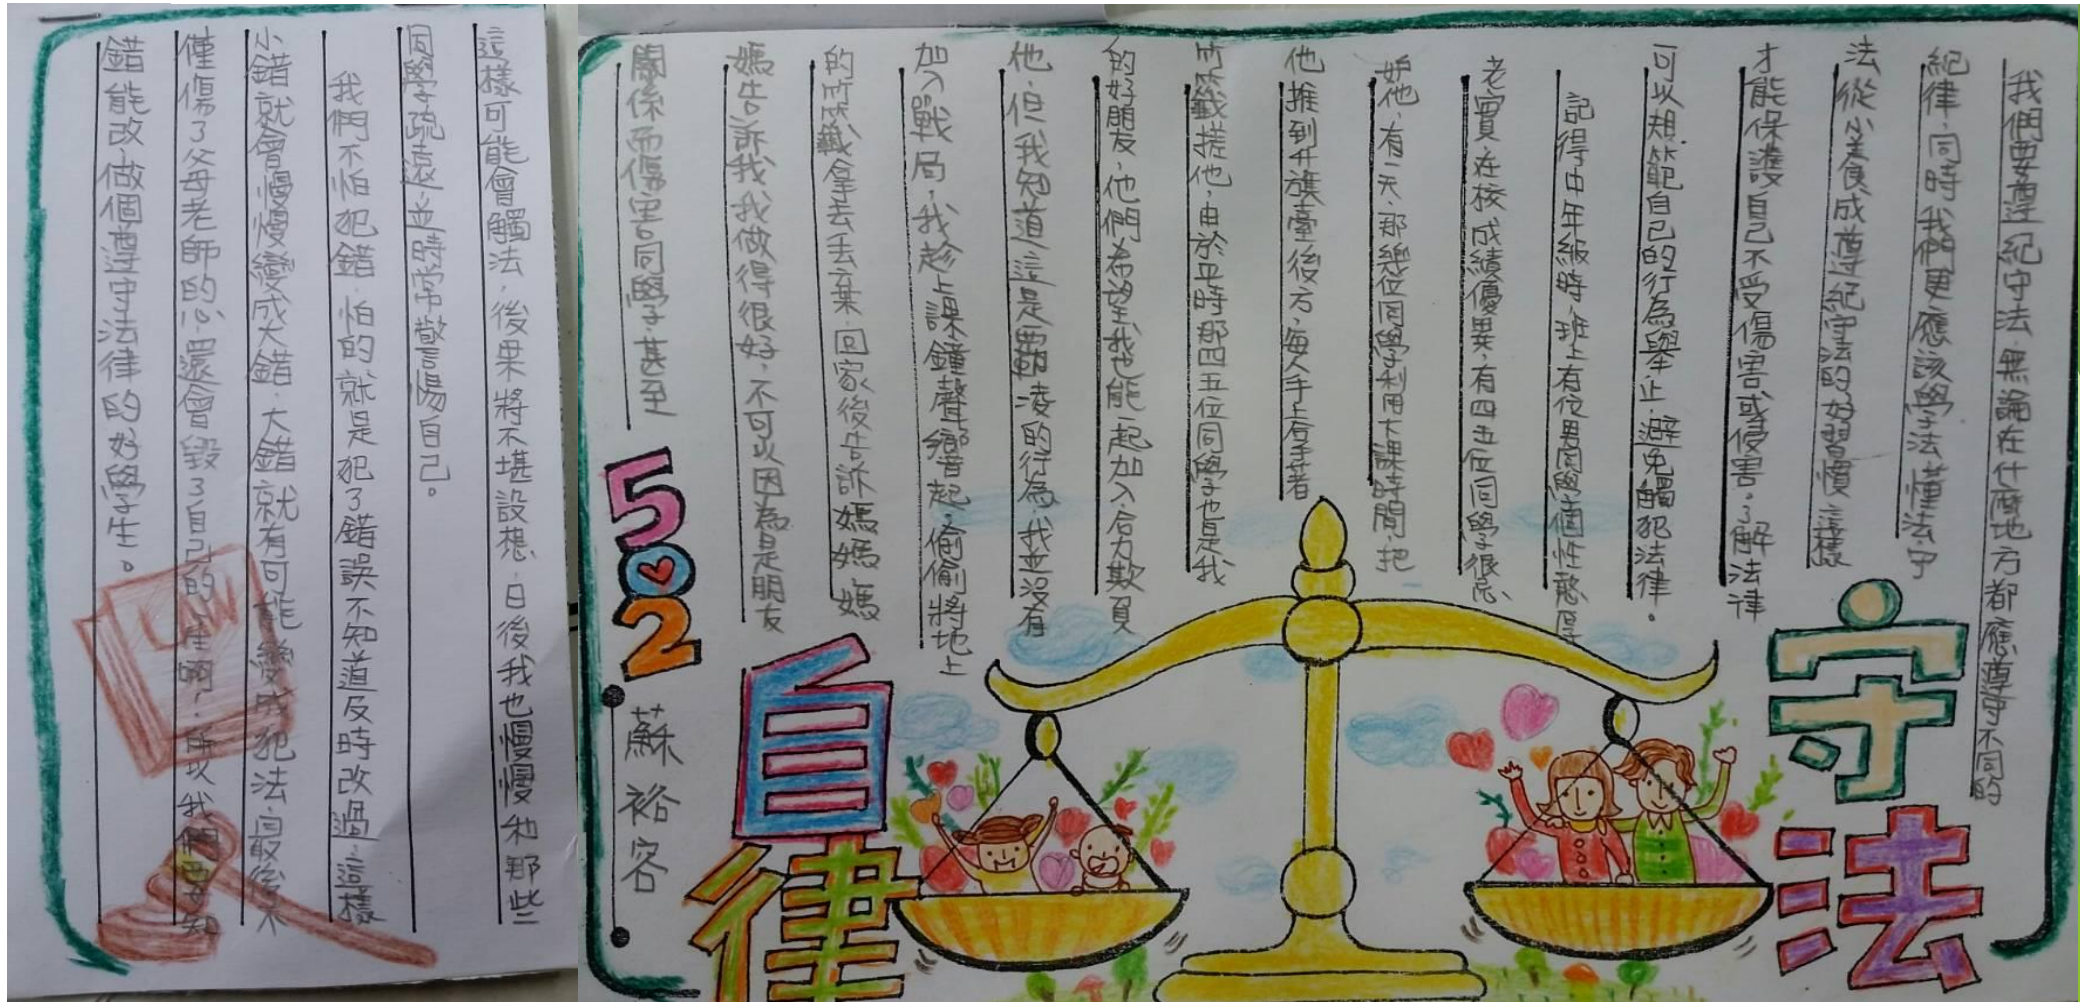 守法
自律
502
蘇裕容
我們要遵紀守法，無論在什麼地方都應遵守不同的
紀律，同時我們更應該學法懂法守
法從小養成遵紀守法的好習慣，這樣
才能保護自己不受傷害或侵害。了解法律
可以規範自己的行為舉止，避免觸犯法律。
記得中年級時，班上有位男同學個性憨厚
老實，在校成績優異，有四五位同學很忌
妒他，有一天，那幾位同學利用大課時間，把
他推到升旗臺後方，每人手上拿著
竹籤搓他，由於平時那四五位同學也是我
的好朋友，他們希望我也能一起加入，合力欺負
他，但我知道這是霸凌的行為，我並沒有
加入戰局，我趁上課鐘聲響起，偷偷將地上
的竹籤拿去丟棄，回家後告訴媽媽，媽
媽告訴我我做得很好，不可以因為是朋友
關係而傷害同學，甚至
這樣可能會觸法，後果將不堪設想，日後我也慢慢和那些
同學疏遠，並時常警惕自己。
我們不怕犯錯，怕的就是犯了錯誤不知道及時改過，這樣
小錯就會慢慢變成大錯，大錯就有可能變成犯法，最後不
僅傷了父母老師的心，還會毀了自己的一生啊！所以我們要知
錯能改，做個遵守法律的好學生。
LAW